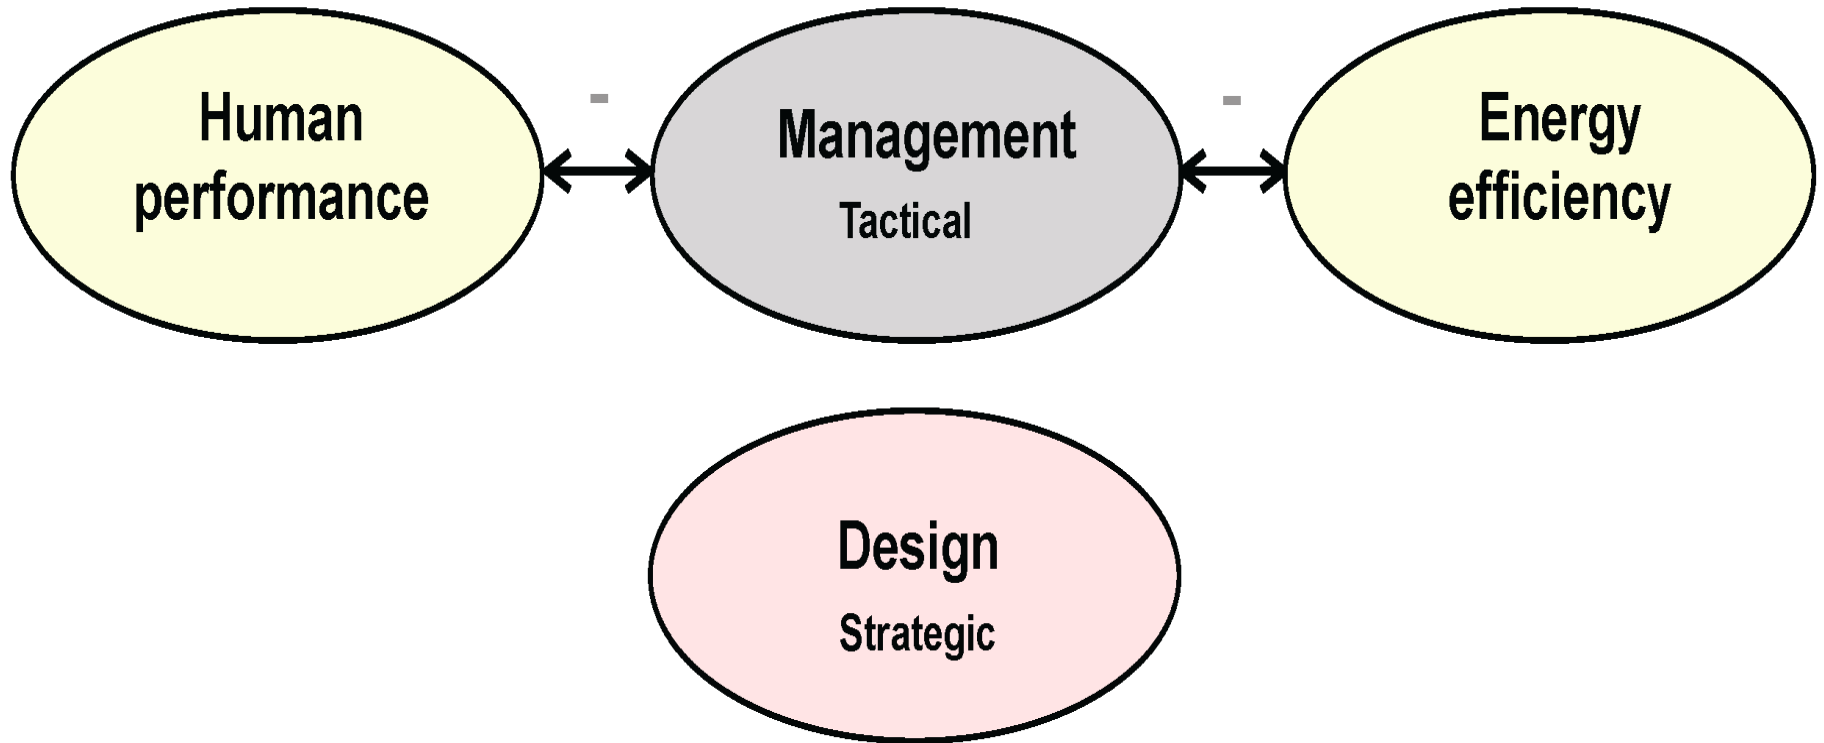 Human
performance
-
Management
Tactical
-
Energy
efficiency
Design
Strategic